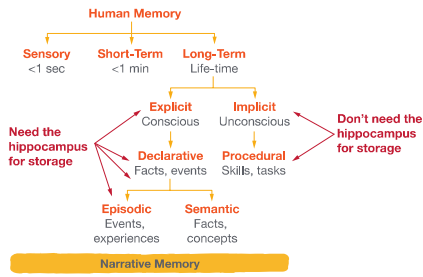 Human Memory
Sensory
<1 sec
Short-Term
<1 min
Long-Term
Life-time
Explicit
Conscious
Implicit
Unconscious
Need the
hippocampus
for storage
Don't need the
hippocampus
for storage
Declarative
Facts, events
Procedural
Skills, tasks
Episodic
Events,
experiences
Semantic
Facts,
concepts
Narrative Memory